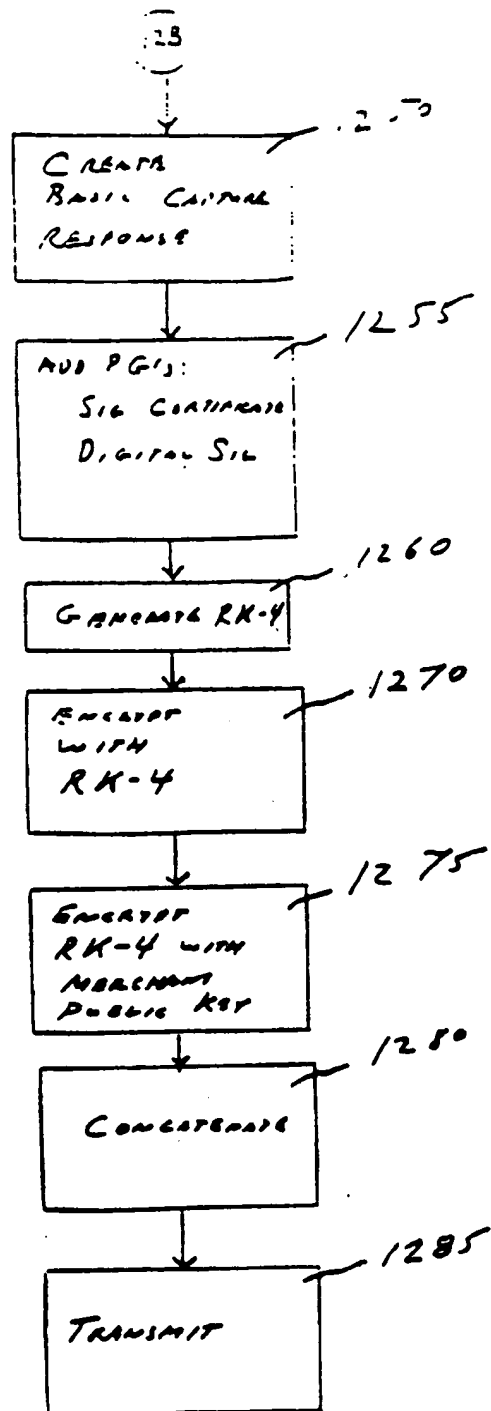 CREATE
BASIC CAPTURE
RESPONSE
1255
ADD PG's:
SIG CERTIFICATE
DIGITAL SIG
1260
GENERATE RK-4
1270
ENCRYPT
WITH
RK-4
1275
ENCRYPT
RK-4 WITH
MERCHANT
PUBLIC KEY
1280
CONCATENATE
1285
TRANSMIT